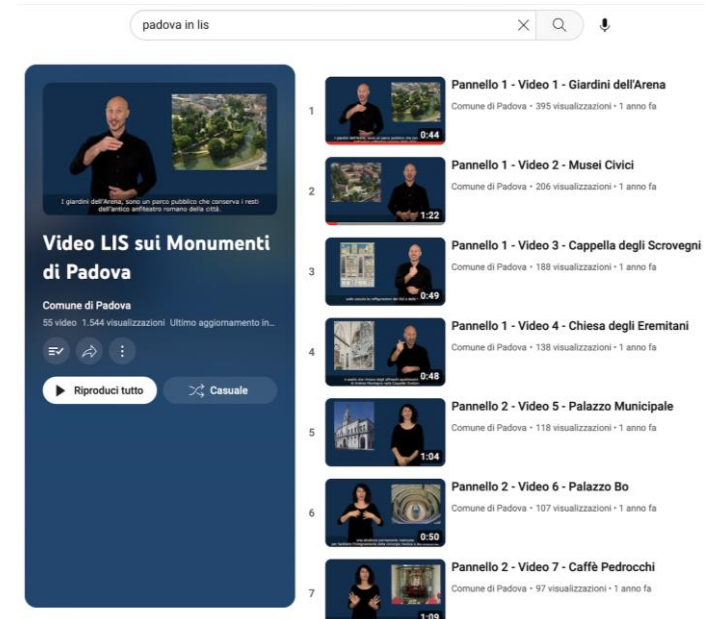 padova in lis
I giardini dell'Arena, sono un parco pubblico che conserva i resti
dell'antico anfiteatro romano della città.
Video LIS sui Monumenti
di Padova
Comune di Padova
55 video 1.544 visualizzazioni Ultimo aggiornamento in...
Riproduci tutto
Casuale
1
0:44
Pannello 1 - Video 1 - Giardini dell'Arena
Comune di Padova • 395 visualizzazioni • 1 anno fa
2
1:22
Pannello 1 - Video 2 - Musei Civici
Comune di Padova • 206 visualizzazioni • 1 anno fa
3
0:49
Pannello 1 - Video 3 - Cappella degli Scrovegni
Comune di Padova • 188 visualizzazioni • 1 anno fa
4
0:48
Pannello 1 - Video 4 - Chiesa degli Eremitani
Comune di Padova • 138 visualizzazioni • 1 anno fa
5
1:04
Pannello 2 - Video 5 - Palazzo Municipale
Comune di Padova • 118 visualizzazioni • 1 anno fa
6
0:50
Pannello 2 - Video 6 - Palazzo Bo
Comune di Padova • 107 visualizzazioni • 1 anno fa
7
1:09
Pannello 2 - Video 7 - Caffè Pedrocchi
Comune di Padova • 97 visualizzazioni • 1 anno fa